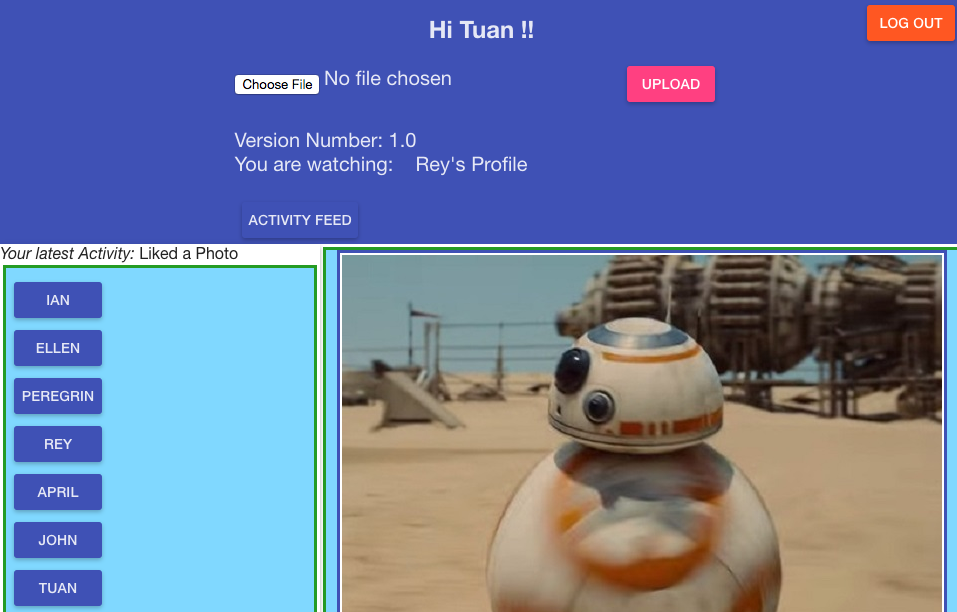 Hi Tuan !!
LOG OUT
Choose File No file chosen
UPLOAD
Version Number: 1.0
You are watching: Rey's Profile
ACTIVITY FEED
Your latest Activity: Liked a Photo
IAN
ELLEN
PEREGRIN
REY
APRIL
JOHN
TUAN